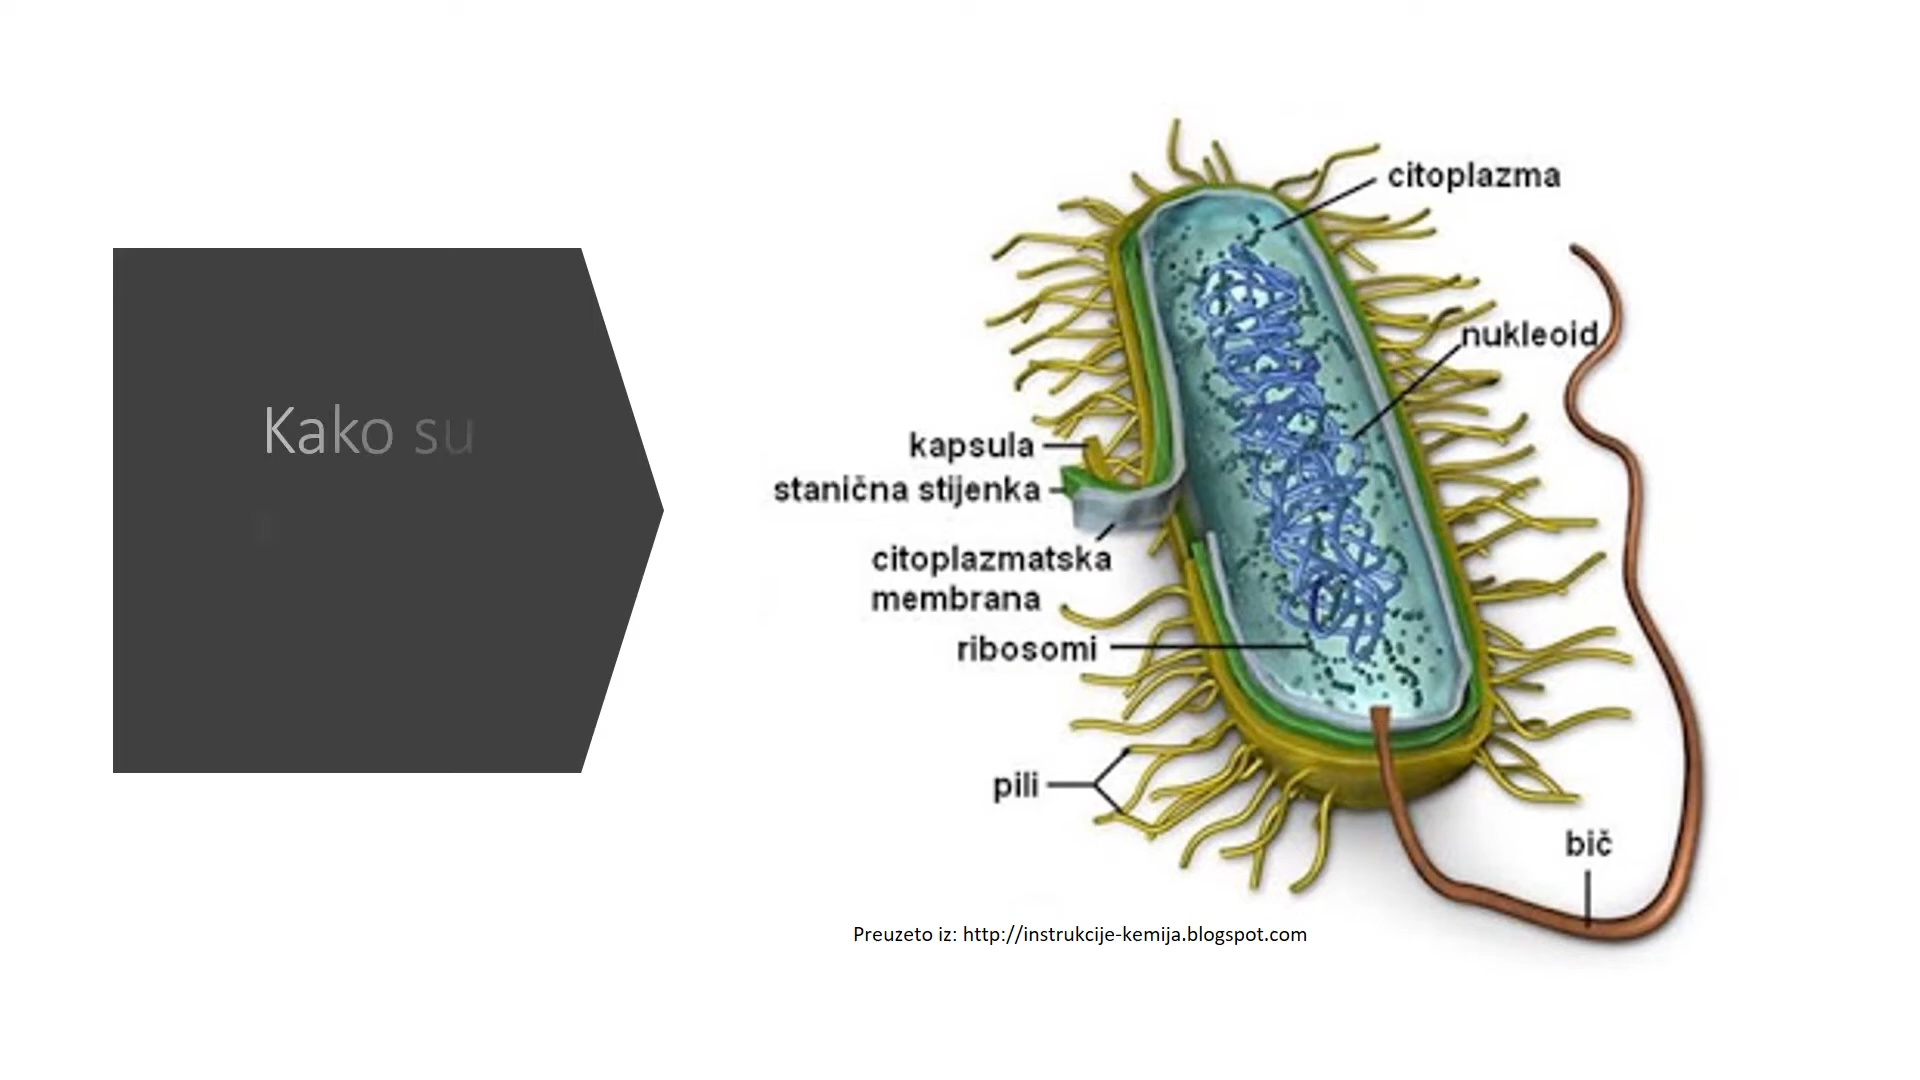 Kako su
citoplazma
nukleoid
kapsula
stanična stijenka
citoplazmatska
membrana
ribosomi
pili
bič
Preuzeto iz: http://instrukcije-kemija.blogspot.com